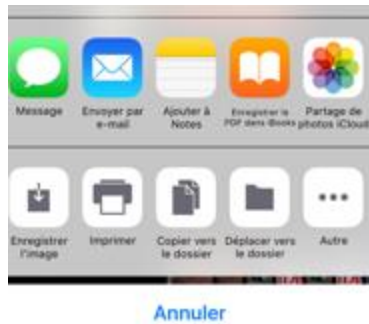 Message
Envoyer par
e-mail
Ajouter à
Notes
Enregistrer le
PDF dans iBooks
Partage de
photos iCloud
Enregistrer
l'image
Imprimer
Copier vers
le dossier
Déplacer vers
le dossier
Autre
Annuler